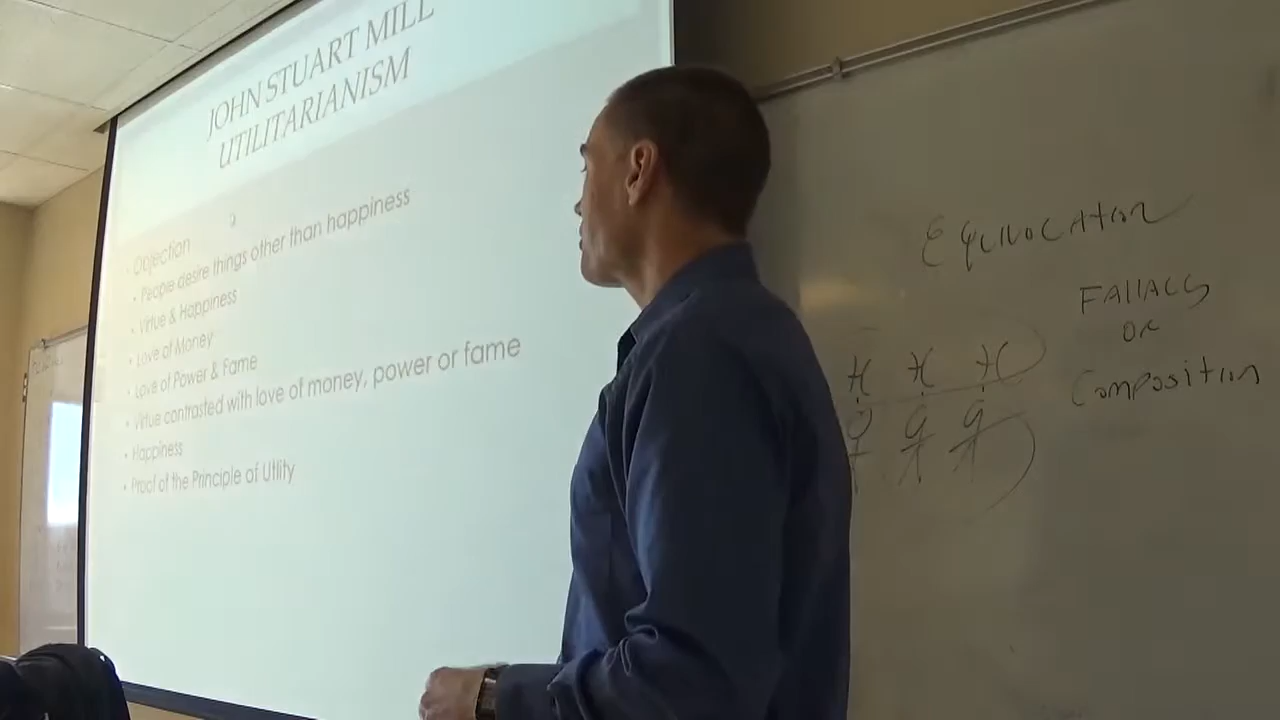 JOHN STUART MILL
UTILITARIANISM
• Objection
• People desire things other than happiness
• Virtue & Happiness
• Love of Money
• Love of Power & Fame
• Virtue contrasted with love of money, power or fame
• Happiness
• Proof of the Principle of Utlity
EQUIVOCATION
FALLACY
OF
COMPOSITION
H H H